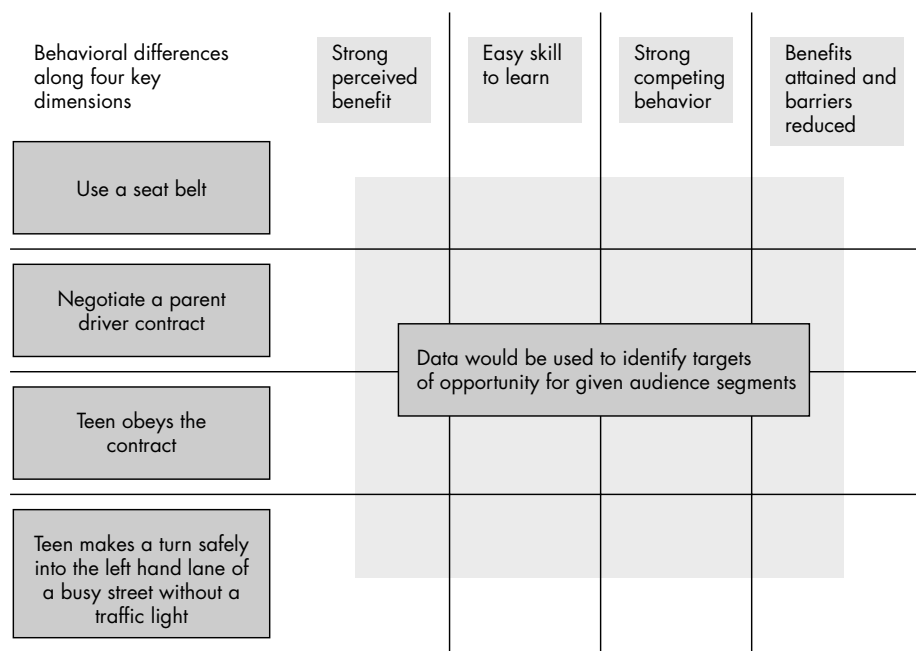 Behavioral differences
along four key
dimensions
Strong
perceived
benefit
Easy skill
to learn
Strong
competing
behavior
Benefits
attained and
barriers
reduced
Use a seat belt
Negotiate a parent
driver contract
Data would be used to identify targets
of opportunity for given audience segments
Teen obeys the
contract
Teen makes a turn safely
into the left hand lane of
a busy street without a
traffic light